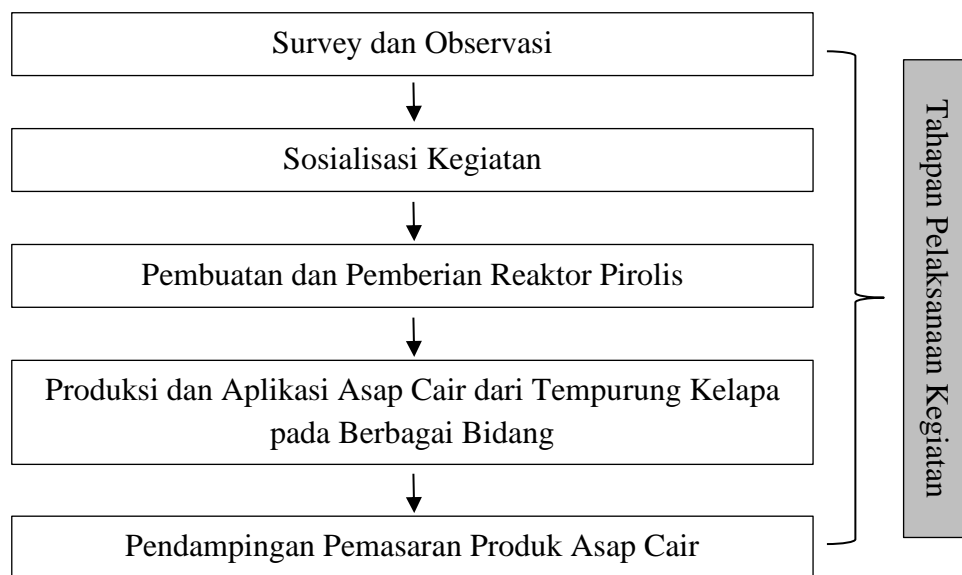 Survey dan Observasi
Sosialisasi Kegiatan
Pembuatan dan Pemberian Reaktor Pirolis
Produksi dan Aplikasi Asap Cair dari Tempurung Kelapa
pada Berbagai Bidang
Pendampingan Pemasaran Produk Asap Cair
Tahapan Pelaksanaan Kegiatan